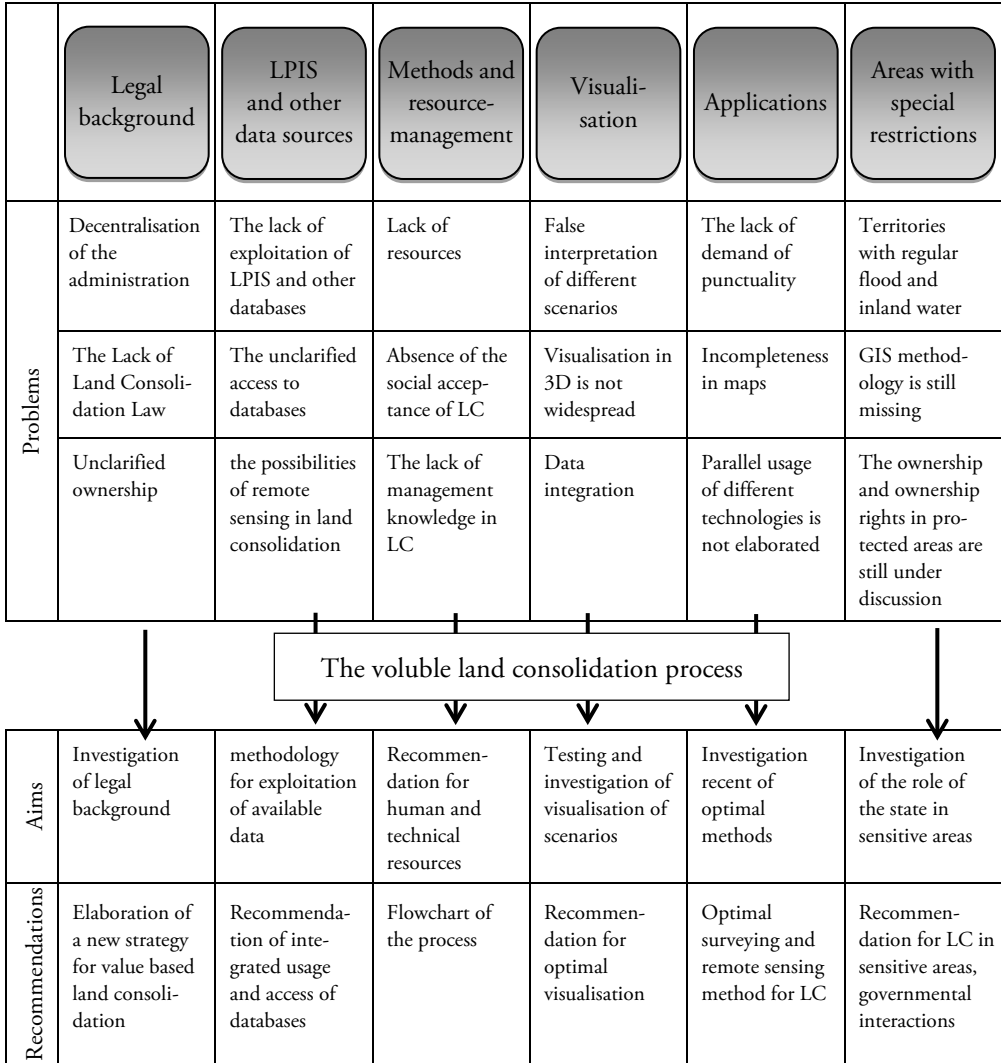 Legal
background
LPIS
and other
data sources
Methods and
resource-
management
Visuali-
sation
Applications
Areas with
special
restrictions
Problems
Decentralisation
of the
administration
The lack of
exploitation of
LPIS and other
databases
Lack of
resources
False
interpretation
of different
scenarios
The lack of
demand of
punctuality
Territories
with regular
flood and
inland water
The Lack of
Land Consoli-
dation Law
The unclarified
access to
databases
Absence of the
social accep-
tance of LC
Visualisation in
3D is not
widespread
Incompleteness
in maps
GIS method-
ology is still
missing
Unclarified
ownership
the possibilities
of remote
sensing in land
consolidation
The lack of
management
knowledge in
LC
Data
integration
Parallel usage
of different
technologies is
not elaborated
The ownership
and ownership
rights in pro-
tected areas are
still under
discussion
The voluble land consolidation process
Aims
Investigation
of legal
background
methodology
for exploitation
of available
data
Recommen-
dation for
human and
technical
resources
Testing and
investigation of
visualisation of
scenarios
Investigation
recent of
optimal
methods
Investigation
of the role of
the state in
sensitive areas
Recommendations
Elaboration of
a new strategy
for value based
land consoli-
dation
Recommenda-
tion of inte-
grated usage
and access of
databases
Flowchart of
the process
Recommen-
dation for
optimal
visualisation
Optimal
surveying and
remote sensing
method for LC
Recommen-
dation for LC in
sensitive areas,
governmental
interactions